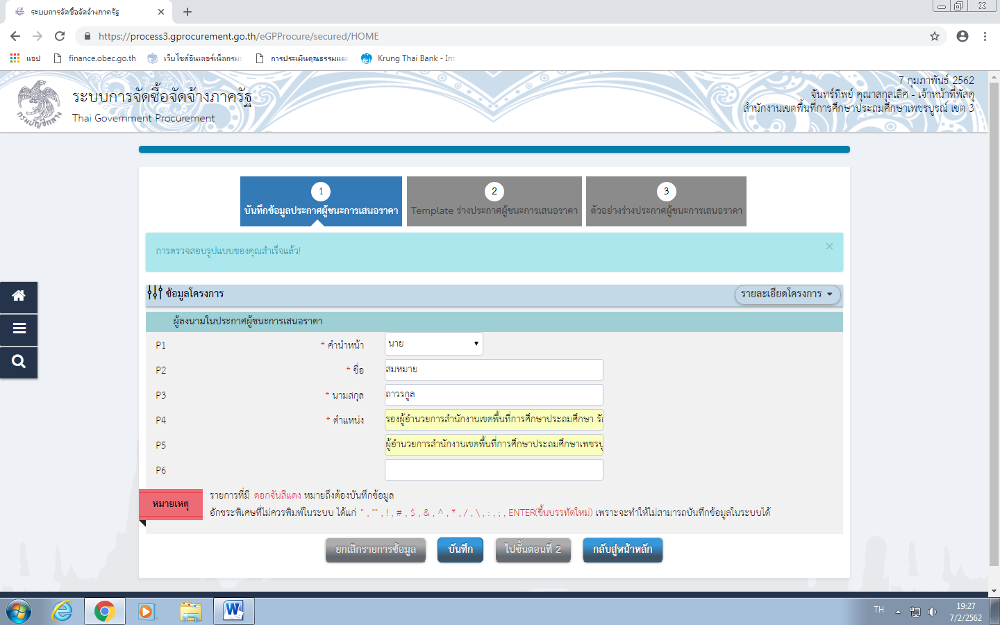 ระบบการจัดซื้อจัดจ้างภาครัฐ
https://process3.gprocurement.go.th/eGPProcure/secured/HOME
แอป finance.obec.go.th เว็บไซต์อินเตอร์เน็ตกรม การประเมินคุณธรรมและ Krung Thai Bank - Int
ระบบการจัดซื้อจัดจ้างภาครัฐ
Thai Government Procurement
กรมบัญชีกลาง
7 กุมภาพันธ์ 2562
จันทร์ทิพย์ คุณาสกุลเลิศ - เจ้าหน้าที่พัสดุ
สำนักงานเขตพื้นที่การศึกษาประถมศึกษาเพชรบูรณ์ เขต 3
1 2 3
บันทึกข้อมูลประกาศผู้ชนะการเสนอราคา Template ร่างประกาศผู้ชนะการเสนอราคา ตัวอย่างร่างประกาศผู้ชนะการเสนอราคา
การตรวจสอบรูปแบบของคุณสำเร็จแล้ว! ×
ข้อมูลโครงการ รายละเอียดโครงการ
ผู้ลงนามในประกาศผู้ชนะการเสนอราคา
P1 * คำนำหน้า นาย
P2 * ชื่อ สมหมาย
P3 * นามสกุล ถาวรกูล
P4 * ตำแหน่ง รองผู้อำนวยการสำนักงานเขตพื้นที่การศึกษาประถมศึกษา
P5 ผู้อำนวยการสำนักงานเขตพื้นที่การศึกษาประถมศึกษาเพชรบู
P6
หมายเหตุ รายการที่มี ดอกจันสีแดง หมายถึงต้องบันทึกข้อมูล
อักขระพิเศษที่ไม่ควรพิมพ์ในระบบ ได้แก่ " , "" , ! , # , $ , & , ^ , * , / , \ , : , ; , ENTER(ขึ้นบรรทัดใหม่) เพราะจะทำให้ไม่สามารถบันทึกข้อมูลในระบบได้
ยกเลิกรายการข้อมูล บันทึก ไปขั้นตอนที่ 2 กลับสู่หน้าหลัก
TH 19:27
7/2/2562